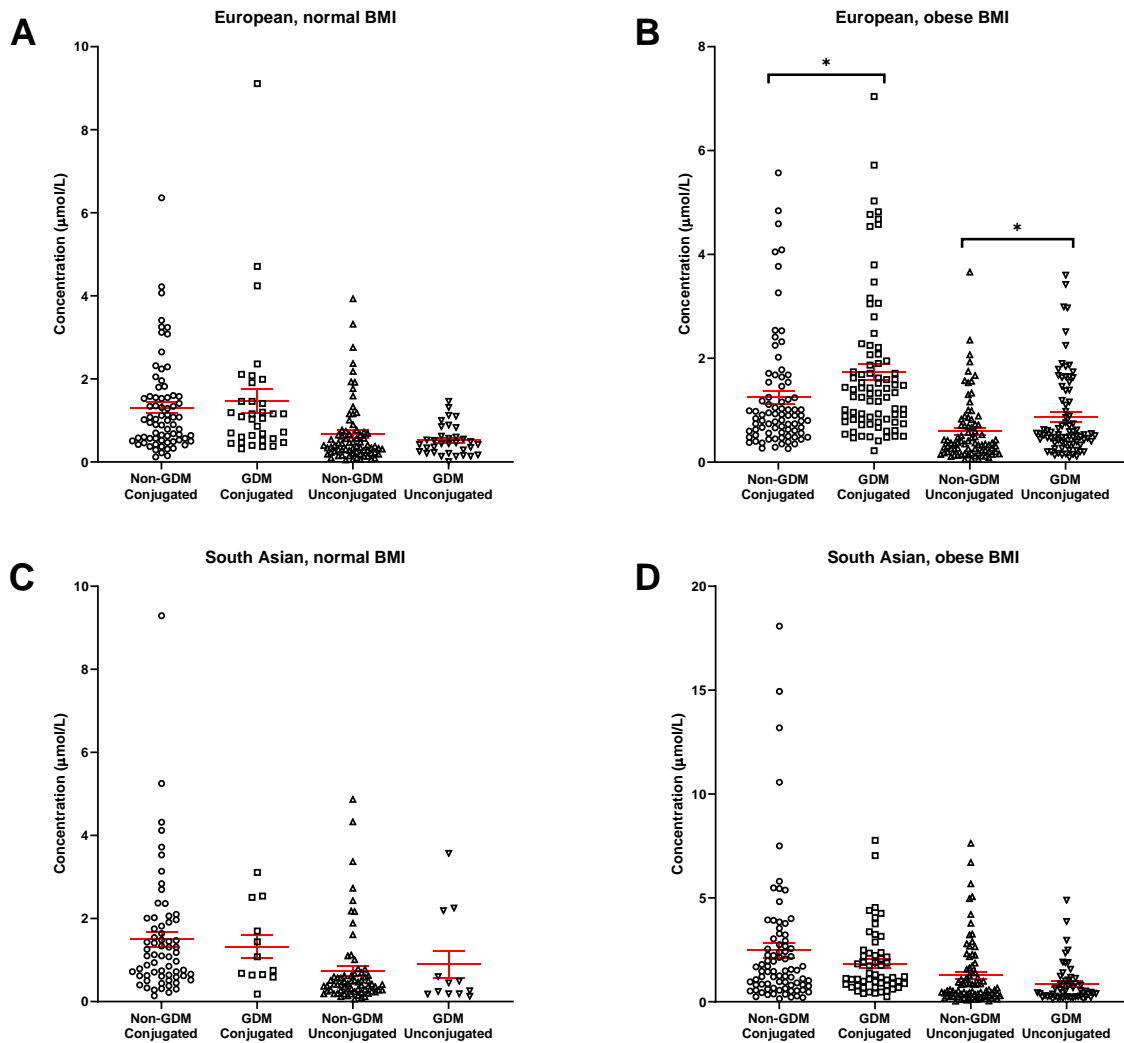 A
European, normal BMI
Concentration (µmol/L)
10
8
6
4
2
0
Non-GDM
Conjugated
GDM
Conjugated
Non-GDM
Unconjugated
GDM
Unconjugated
B
European, obese BMI
Concentration (µmol/L)
8
6
4
2
0
*
*
Non-GDM
Conjugated
GDM
Conjugated
Non-GDM
Unconjugated
GDM
Unconjugated
C
South Asian, normal BMI
Concentration (µmol/L)
10
8
6
4
2
0
Non-GDM
Conjugated
GDM
Conjugated
Non-GDM
Unconjugated
GDM
Unconjugated
D
South Asian, obese BMI
Concentration (µmol/L)
20
15
10
5
0
Non-GDM
Conjugated
GDM
Conjugated
Non-GDM
Unconjugated
GDM
Unconjugated